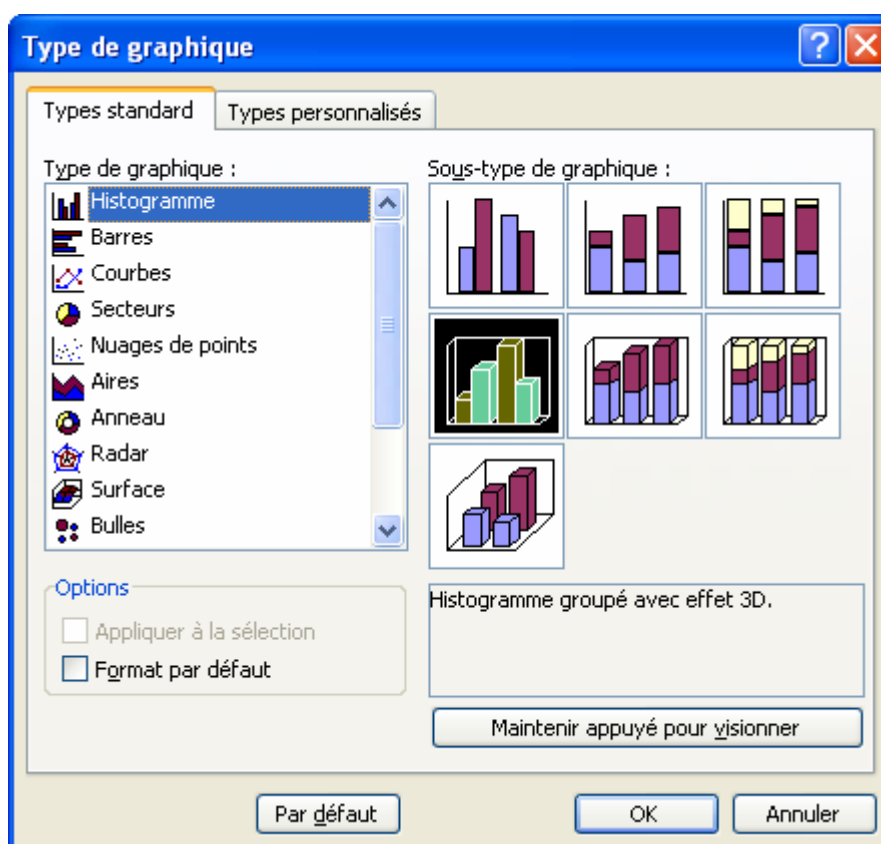 Type de graphique
Types standard
Types personnalisés
Type de graphique :
Histogramme
Barres
Courbes
Secteurs
Nuages de points
Aires
Anneau
Radar
Surface
Bulles
Sous-type de graphique :
Options
Appliquer à la sélection
Format par défaut
Histogramme groupé avec effet 3D.
Maintenir appuyé pour visionner
Par défaut
OK
Annuler